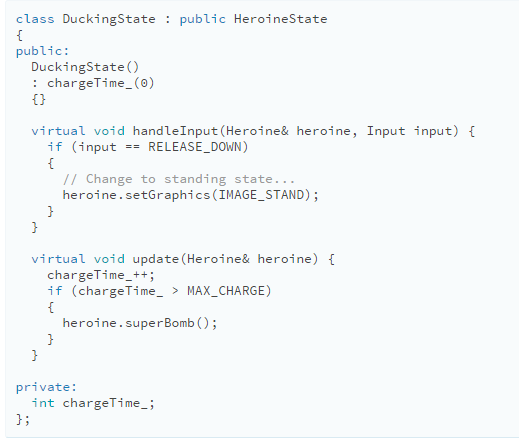 class DuckingState : public HeroineState
{
public:
  DuckingState()
  : chargeTime_(0)
  {}

  virtual void handleInput(Heroine& heroine, Input input) {
    if (input == RELEASE_DOWN)
    {
      // Change to standing state...
      heroine.setGraphics(IMAGE_STAND);
    }
  }

  virtual void update(Heroine& heroine) {
    chargeTime_++;
    if (chargeTime_ > MAX_CHARGE)
    {
      heroine.superBomb();
    }
  }

private:
  int chargeTime_;
};